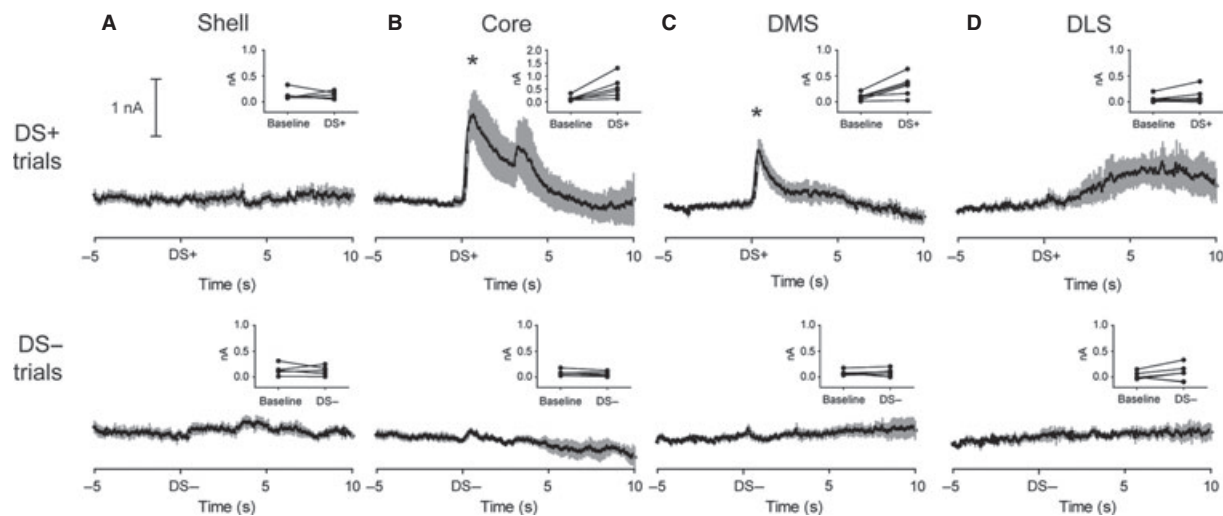 A Shell B Core C DMS D DLS
DS+ trials
1 nA
*
*
nA 1.0 0.5 0.0 Baseline DS+
nA 2.0 1.5 1.0 0.5 0.0 Baseline DS+
nA 1.0 0.5 0.0 Baseline DS+
nA 1.0 0.5 0.0 Baseline DS+
–5 DS+ 5 10
–5 DS+ 5 10
–5 DS+ 5 10
–5 DS+ 5 10
Time (s) Time (s) Time (s) Time (s)
DS– trials
nA 1.0 0.5 0.0 Baseline DS–
nA 1.0 0.5 0.0 Baseline DS–
nA 1.0 0.5 0.0 Baseline DS–
nA 1.0 0.5 0.0 Baseline DS–
–5 DS– 5 10
–5 DS– 5 10
–5 DS– 5 10
–5 DS– 5 10
Time (s) Time (s) Time (s) Time (s)